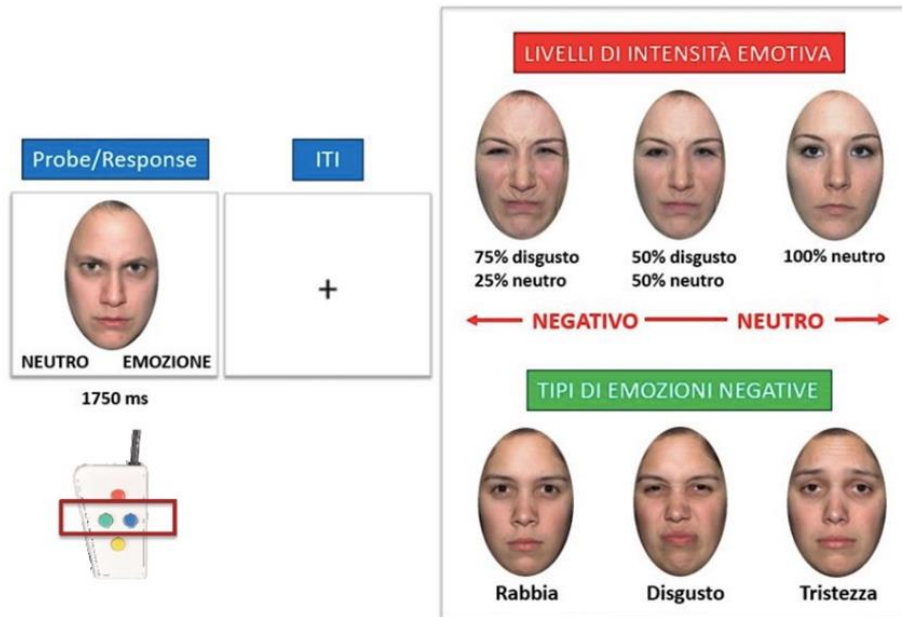 Probe/Response
ITI
NEUTRO EMOZIONE
1750 ms
+
LIVELLI DI INTENSITÀ EMOTIVA
75% disgusto
25% neutro
50% disgusto
50% neutro
100% neutro
NEGATIVO
NEUTRO
TIPI DI EMOZIONI NEGATIVE
Rabbia
Disgusto
Tristezza